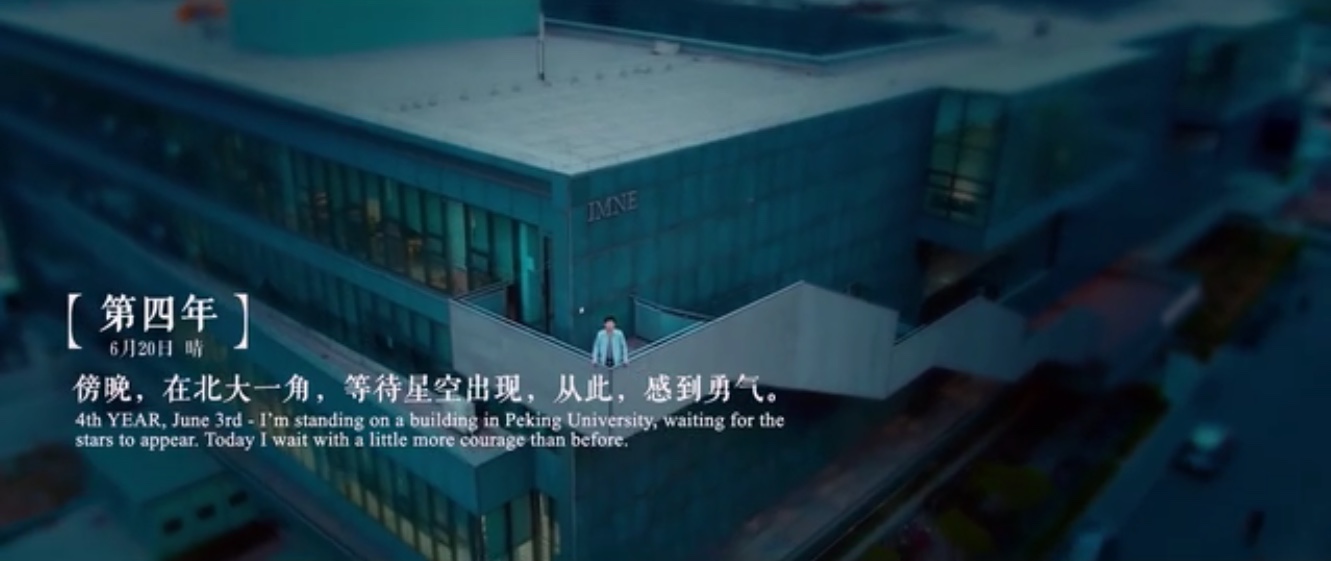 IMNE
【 第四年 】
6月20日 晴
傍晚，在北大一角，等待星空出现，从此，感到勇气。
4th YEAR, June 3rd - I'm standing on a building in Peking University, waiting for the
stars to appear. Today I wait with a little more courage than before.